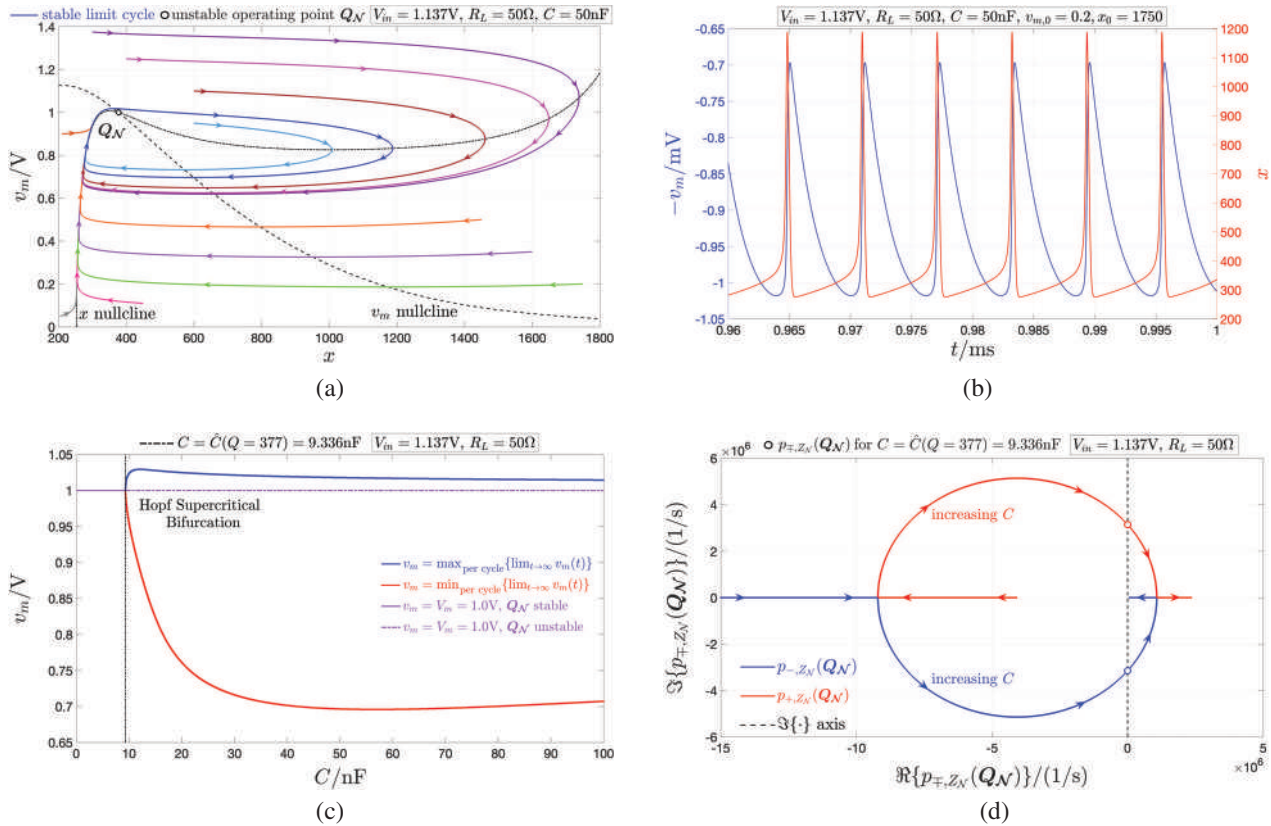 stable limit cycle unstable operating point Q_𝒩 V_in = 1.137V, R_L = 50Ω, C = 50nF
1.4
1.2
1
0.8
0.6
0.4
0.2
0
v_m/V
Q_𝒩
x nullcline
v_m nullcline
200 400 600 800 1000 1200 1400 1600 1800
x
(a)
V_in = 1.137V, R_L = 50Ω, C = 50nF, v_m,0 = 0.2, x_0 = 1750
-0.65
-0.7
-0.75
-0.8
-0.85
-0.9
-0.95
-1
-1.05
−v_m/mV
1200
1100
1000
900
800
700
600
500
400
300
200
x
0.96 0.965 0.97 0.975 0.98 0.985 0.99 0.995 1
t/ms
(b)
C = Ĉ(Q = 377) = 9.336nF V_in = 1.137V, R_L = 50Ω
1.05
1
0.95
0.9
0.85
0.8
0.75
0.7
0.65
v_m/V
Hopf Supercritical
Bifurcation
v_m = max_per cycle{lim_t→∞ v_m(t)}
v_m = min_per cycle{lim_t→∞ v_m(t)}
v_m = V_m = 1.0V, Q_𝒩 stable
v_m = V_m = 1.0V, Q_𝒩 unstable
0 10 20 30 40 50 60 70 80 90 100
C/nF
(c)
p_∓,Z_𝒩(Q_𝒩) for C = Ĉ(Q = 377) = 9.336nF V_in = 1.137V, R_L = 50Ω
×10^6
6
4
2
0
-2
-4
-6
ℑ{p_∓,Z_𝒩(Q_𝒩)}/(1/s)
increasing C
increasing C
p_−,Z_𝒩(Q_𝒩)
p_+,Z_𝒩(Q_𝒩)
ℑ{·} axis
-15 -10 -5 0 5
×10^6
ℜ{p_∓,Z_𝒩(Q_𝒩)}/(1/s)
(d)